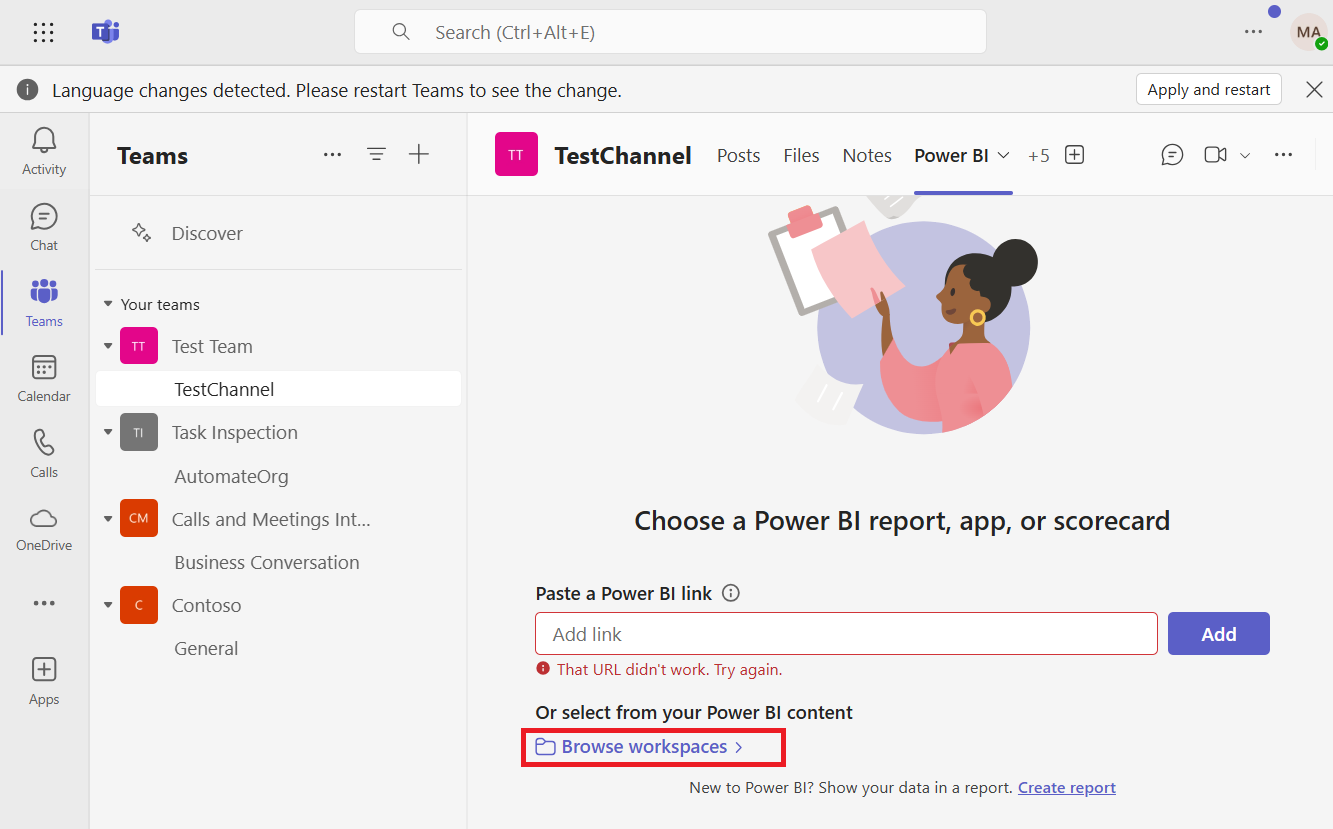 Search (Ctrl+Alt+E)
MA
Language changes detected. Please restart Teams to see the change.
Apply and restart
Activity
Chat
Teams
Calendar
Calls
OneDrive
Apps
Teams
Discover
Your teams
TT Test Team
TestChannel
TI Task Inspection
AutomateOrg
CM Calls and Meetings Int...
Business Conversation
C Contoso
General
TT TestChannel Posts Files Notes Power BI +5
Choose a Power BI report, app, or scorecard
Paste a Power BI link
Add link
Add
That URL didn't work. Try again.
Or select from your Power BI content
Browse workspaces
New to Power BI? Show your data in a report. Create report